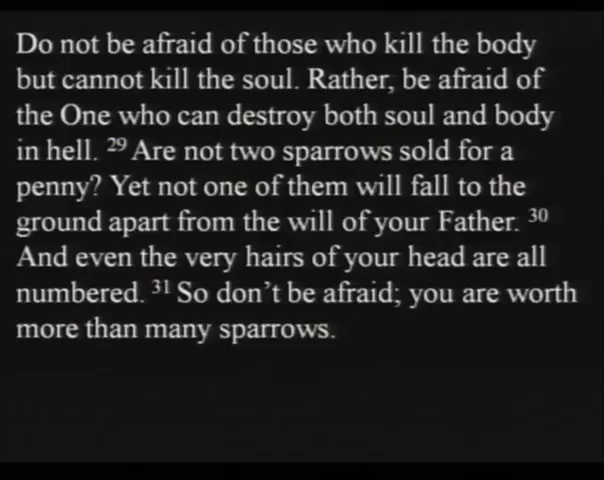 Do not be afraid of those who kill the body
but cannot kill the soul. Rather, be afraid of
the One who can destroy both soul and body
in hell. 29 Are not two sparrows sold for a
penny? Yet not one of them will fall to the
ground apart from the will of your Father. 30
And even the very hairs of your head are all
numbered. 31 So don’t be afraid; you are worth
more than many sparrows.